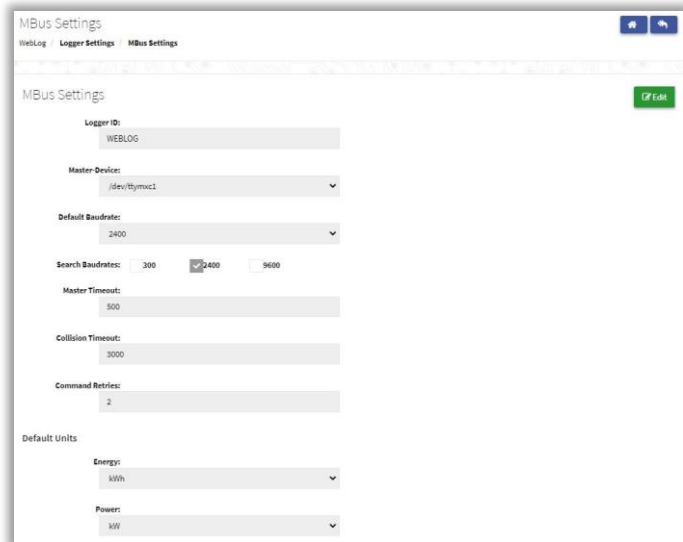 MBus Settings
WebLog / Logger Settings / MBus Settings
MBus Settings
Edit
Logger ID:
WEBLOG
Master-Device:
/dev/ttymxc1
Default Baudrate:
2400
Search Baudrates: 300 2400 9600
Master Timeout:
500
Collision Timeout:
3000
Command Retries:
2
Default Units
Energy:
kWh
Power:
kW